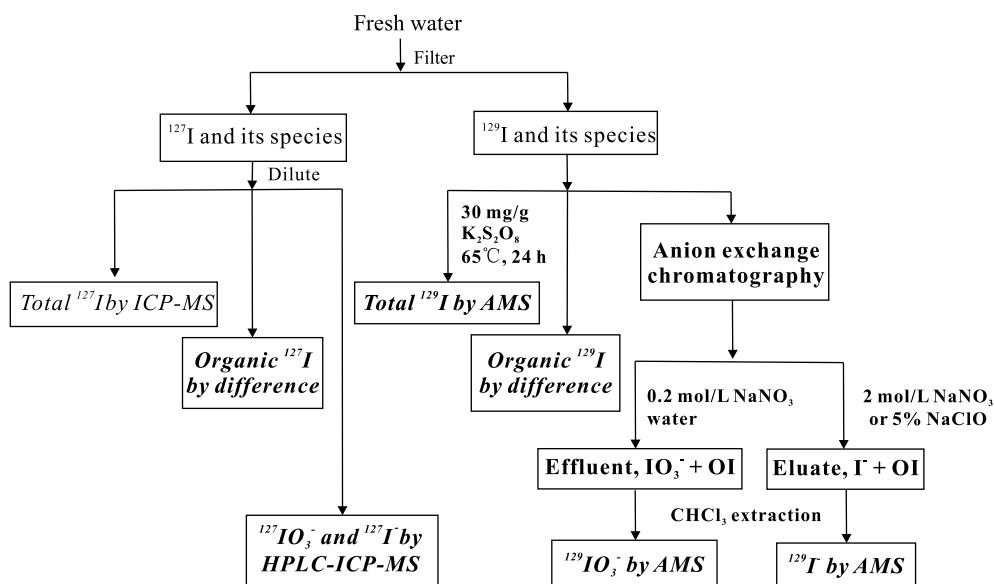 Fresh water
Filter
¹²⁷I and its species
¹²⁹I and its species
Dilute
30 mg/g
K₂S₂O₈
65℃, 24 h
Anion exchange
chromatography
Total ¹²⁷I by ICP-MS
Total ¹²⁹I by AMS
Organic ¹²⁷I
by difference
Organic ¹²⁹I
by difference
0.2 mol/L NaNO₃
water
2 mol/L NaNO₃
or 5% NaClO
Effluent, IO₃⁻ + OI
Eluate, I⁻ + OI
CHCl₃ extraction
¹²⁷IO₃⁻ and ¹²⁷I⁻ by
HPLC-ICP-MS
¹²⁹IO₃⁻ by AMS
¹²⁹I⁻ by AMS